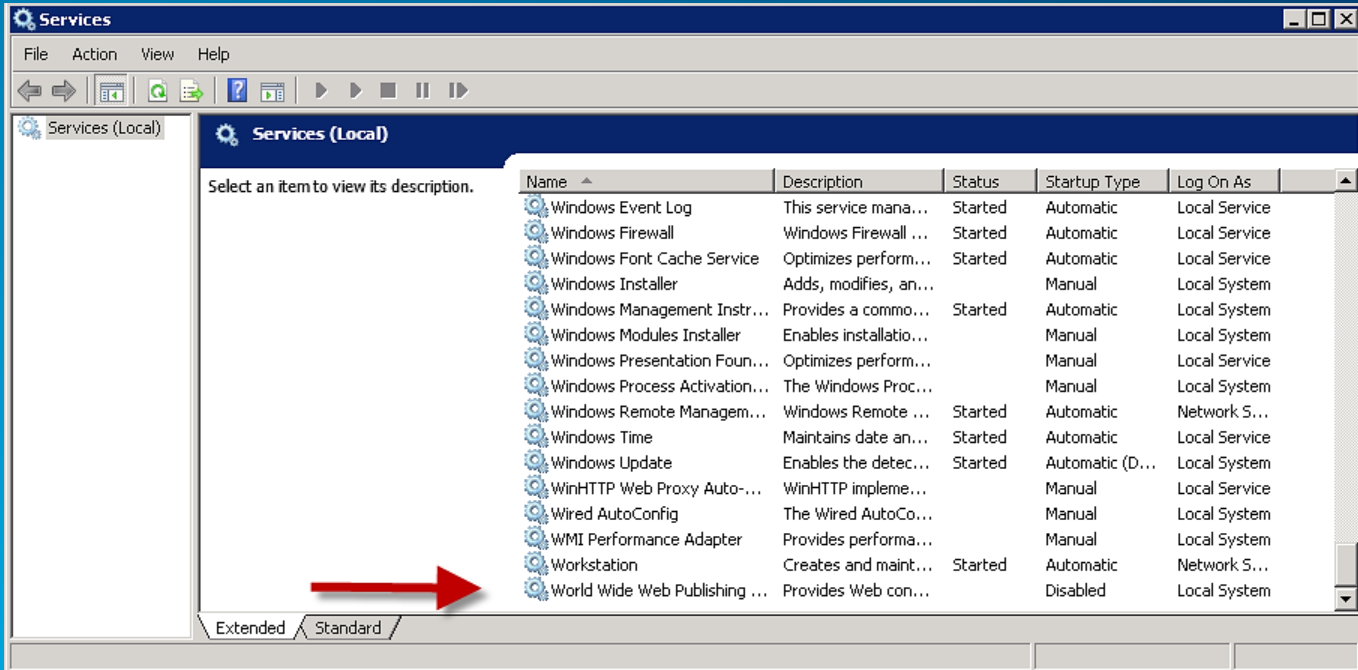 Services
File Action View Help
Services (Local)
Services (Local)
Select an item to view its description.
Name Description Status Startup Type Log On As
Windows Event Log This service mana... Started Automatic Local Service
Windows Firewall Windows Firewall ... Started Automatic Local Service
Windows Font Cache Service Optimizes perform... Started Automatic Local Service
Windows Installer Adds, modifies, an... Manual Local System
Windows Management Instr... Provides a commo... Started Automatic Local System
Windows Modules Installer Enables installatio... Manual Local System
Windows Presentation Foun... Optimizes perform... Manual Local Service
Windows Process Activation... The Windows Proc... Manual Local System
Windows Remote Managem... Windows Remote ... Started Automatic Network S...
Windows Time Maintains date an... Started Automatic Local Service
Windows Update Enables the detec... Started Automatic (D... Local System
WinHTTP Web Proxy Auto-... WinHTTP impleme... Manual Local Service
Wired AutoConfig The Wired AutoCo... Manual Local System
WMI Performance Adapter Provides performa... Manual Local System
Workstation Creates and maint... Started Automatic Network S...
World Wide Web Publishing ... Provides Web con... Disabled Local System
Extended Standard